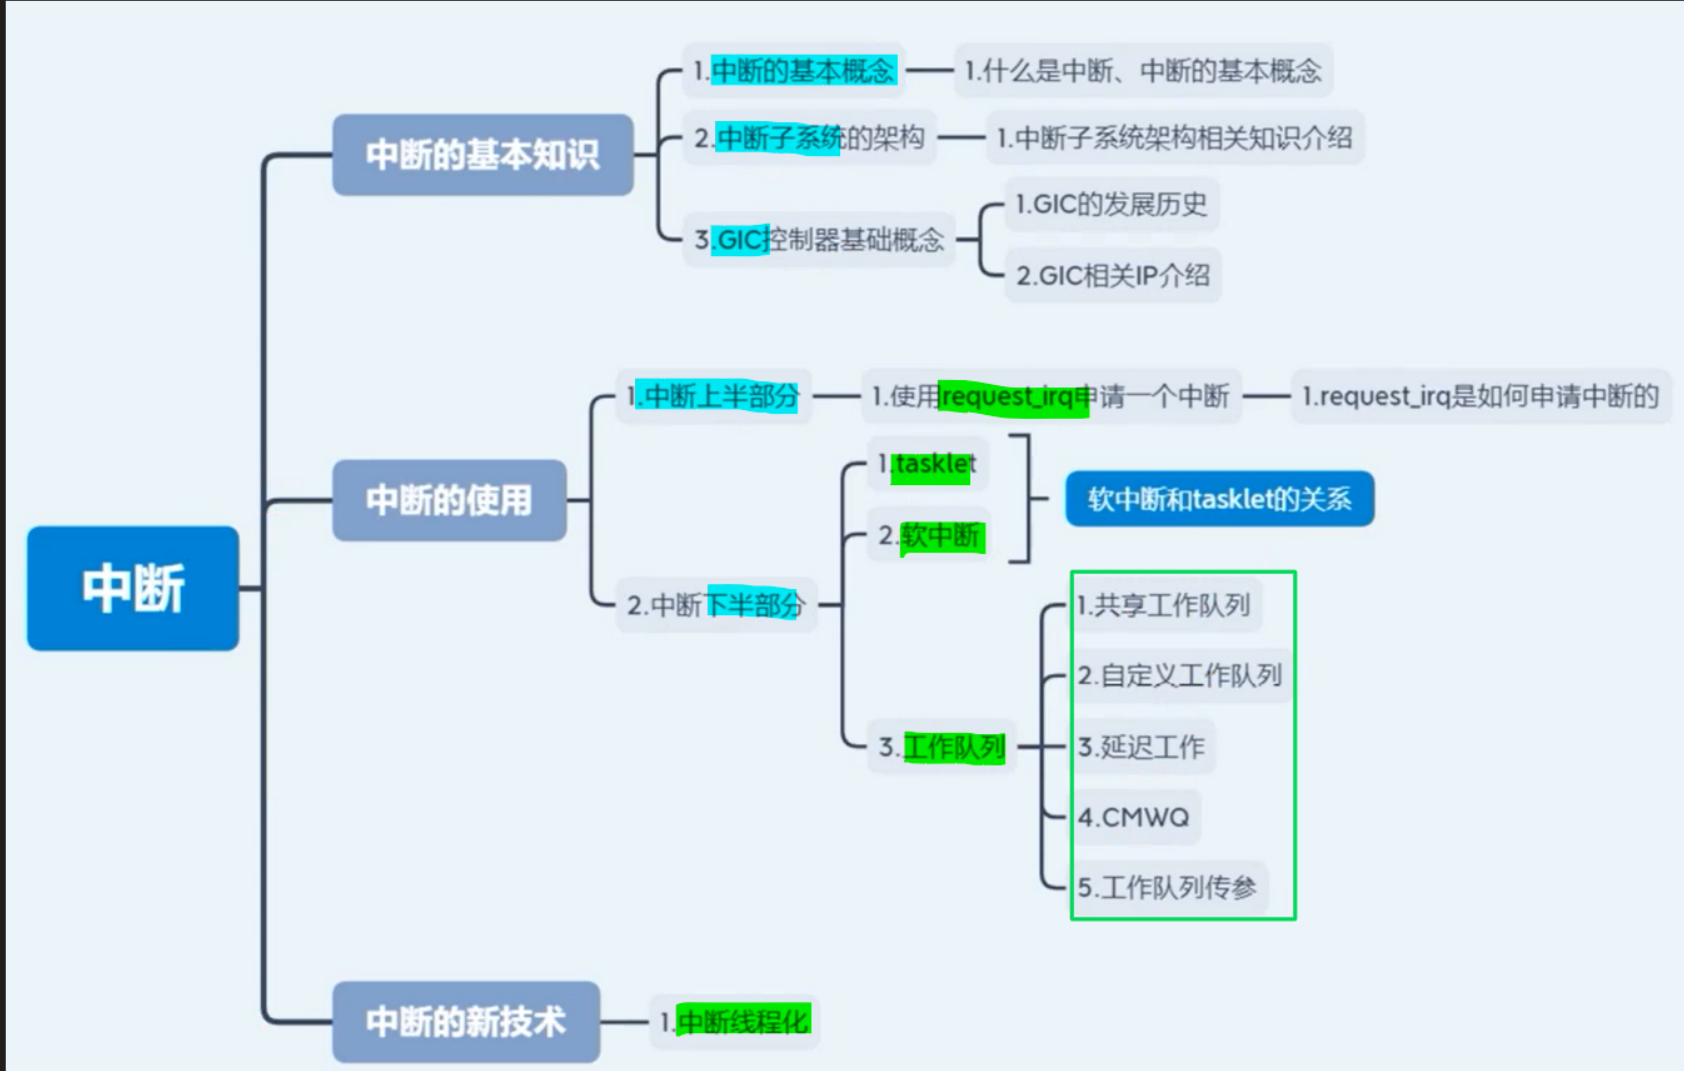 中断
中断的基本知识
1.中断的基本概念
1.什么是中断、中断的基本概念
2.中断子系统的架构
1.中断子系统架构相关知识介绍
3.GIC控制器基础概念
1.GIC的发展历史
2.GIC相关IP介绍
中断的使用
1.中断上半部分
1.使用request_irq申请一个中断
1.request_irq是如何申请中断的
2.中断下半部分
1.tasklet
2.软中断
软中断和tasklet的关系
3.工作队列
1.共享工作队列
2.自定义工作队列
3.延迟工作
4.CMWQ
5.工作队列传参
中断的新技术
1.中断线程化